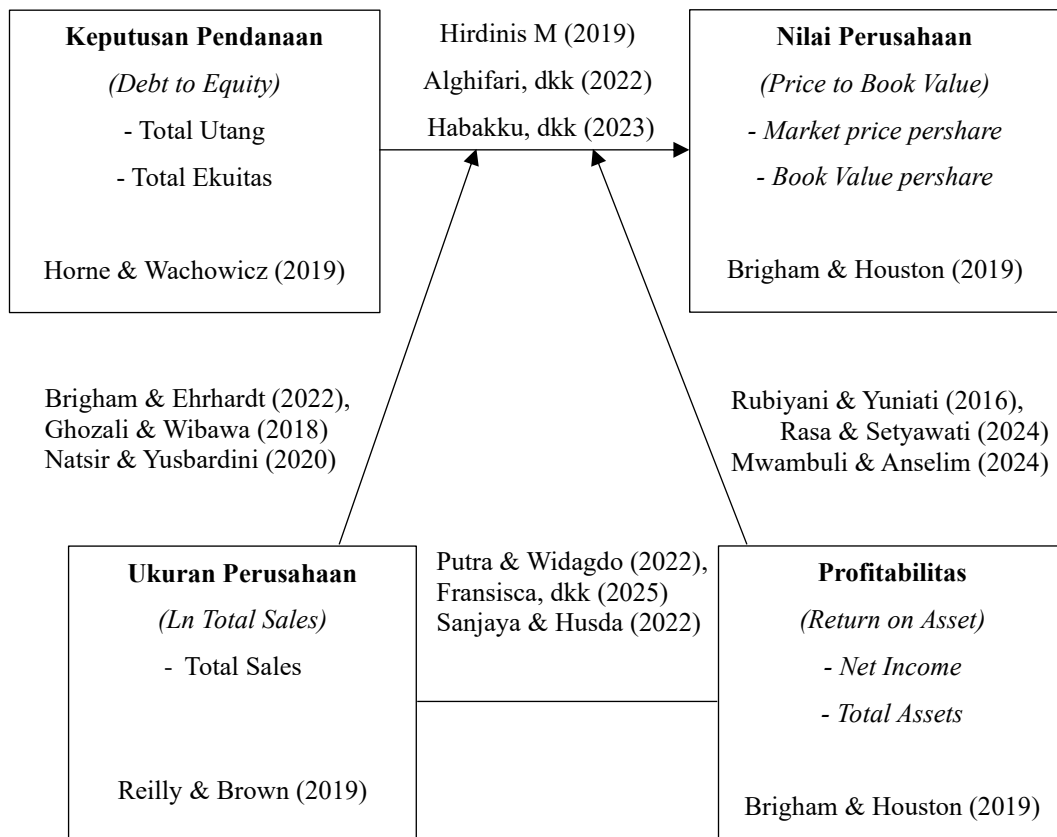 Keputusan Pendanaan
(Debt to Equity)
- Total Utang
- Total Ekuitas
Horne & Wachowicz (2019)
Hirdinis M (2019)
Alghifari, dkk (2022)
Habakku, dkk (2023)
Nilai Perusahaan
(Price to Book Value)
- Market price pershare
- Book Value pershare
Brigham & Houston (2019)
Brigham & Ehrhardt (2022),
Ghozali & Wibawa (2018)
Natsir & Yusbardini (2020)
Rubiyani & Yuniati (2016),
Rasa & Setyawati (2024)
Mwambuli & Anselim (2024)
Ukuran Perusahaan
(Ln Total Sales)
- Total Sales
Reilly & Brown (2019)
Putra & Widagdo (2022),
Fransisca, dkk (2025)
Sanjaya & Husda (2022)
Profitabilitas
(Return on Asset)
- Net Income
- Total Assets
Brigham & Houston (2019)